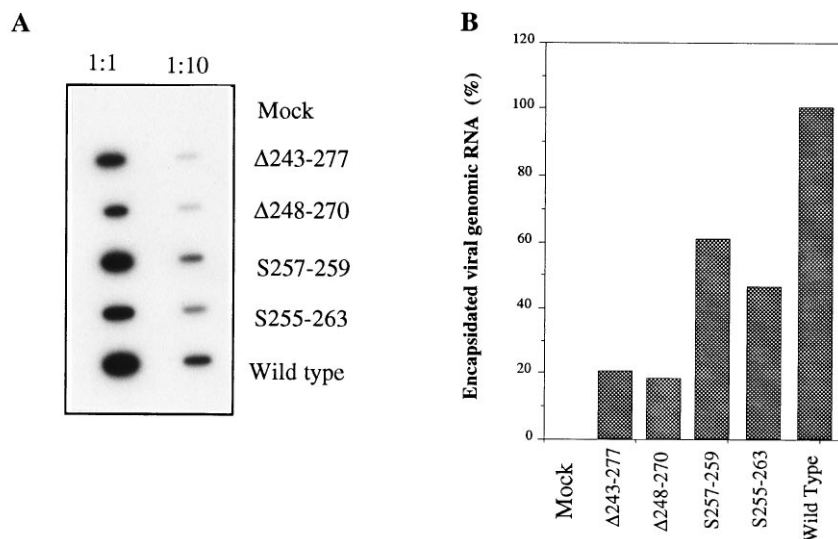 A
1:1 1:10
Mock
Δ243-277
Δ248-270
S257-259
S255-263
Wild type
B
Encapsidated viral genomic RNA (%)
120
100
80
60
40
20
0
Mock
Δ243-277
Δ248-270
S257-259
S255-263
Wild Type